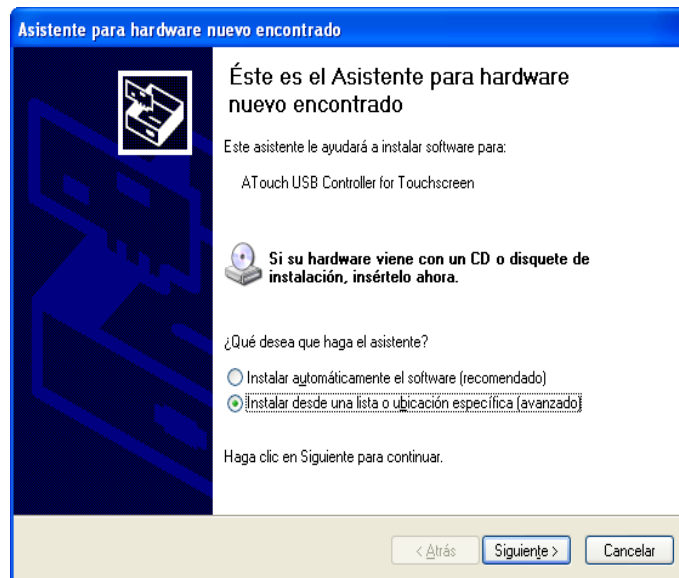 Asistente para hardware nuevo encontrado
Éste es el Asistente para hardware
nuevo encontrado
Este asistente le ayudará a instalar software para:
ATouch USB Controller for Touchscreen
Si su hardware viene con un CD o disquete de
instalación, insértelo ahora.
¿Qué desea que haga el asistente?
Instalar automáticamente el software (recomendado)
Instalar desde una lista o ubicación específica (avanzado)
Haga clic en Siguiente para continuar.
< Atrás Siguiente > Cancelar